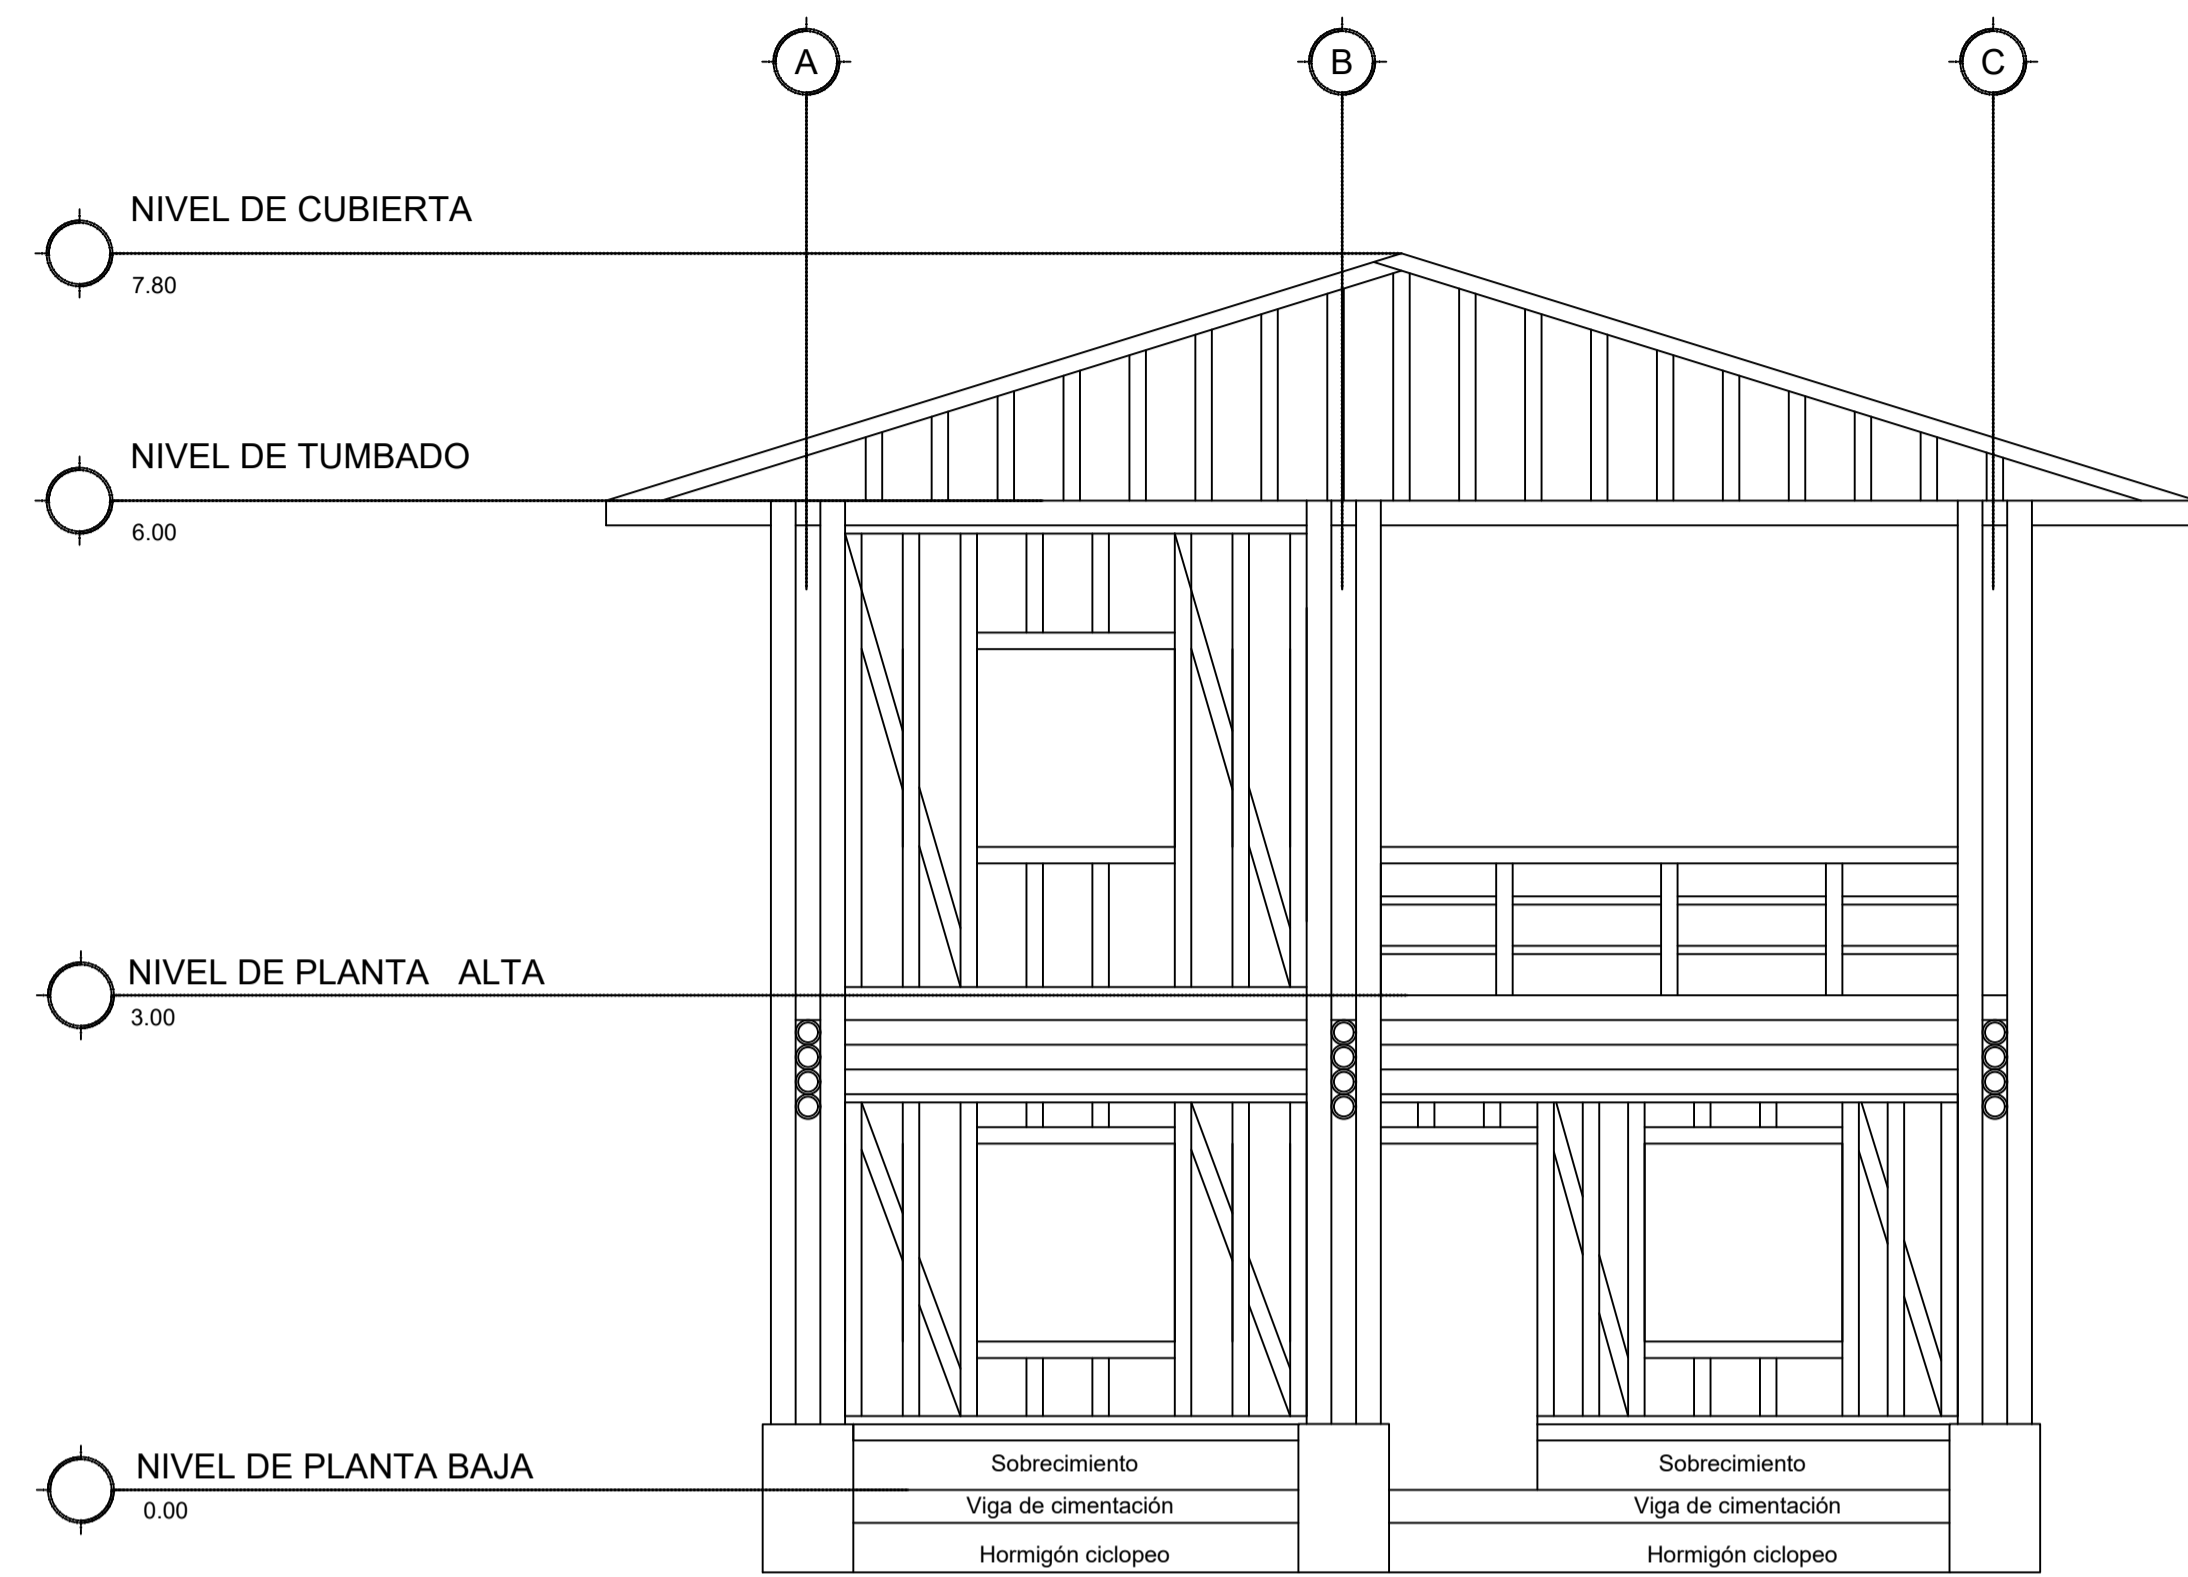 A
B
C
NIVEL DE CUBIERTA
7.80
NIVEL DE TUMBADO
6.00
NIVEL DE PLANTA ALTA
3.00
NIVEL DE PLANTA BAJA
0.00
Sobrecimiento
Sobrecimiento
Viga de cimentación
Viga de cimentación
Hormigón ciclopeo
Hormigón ciclopeo